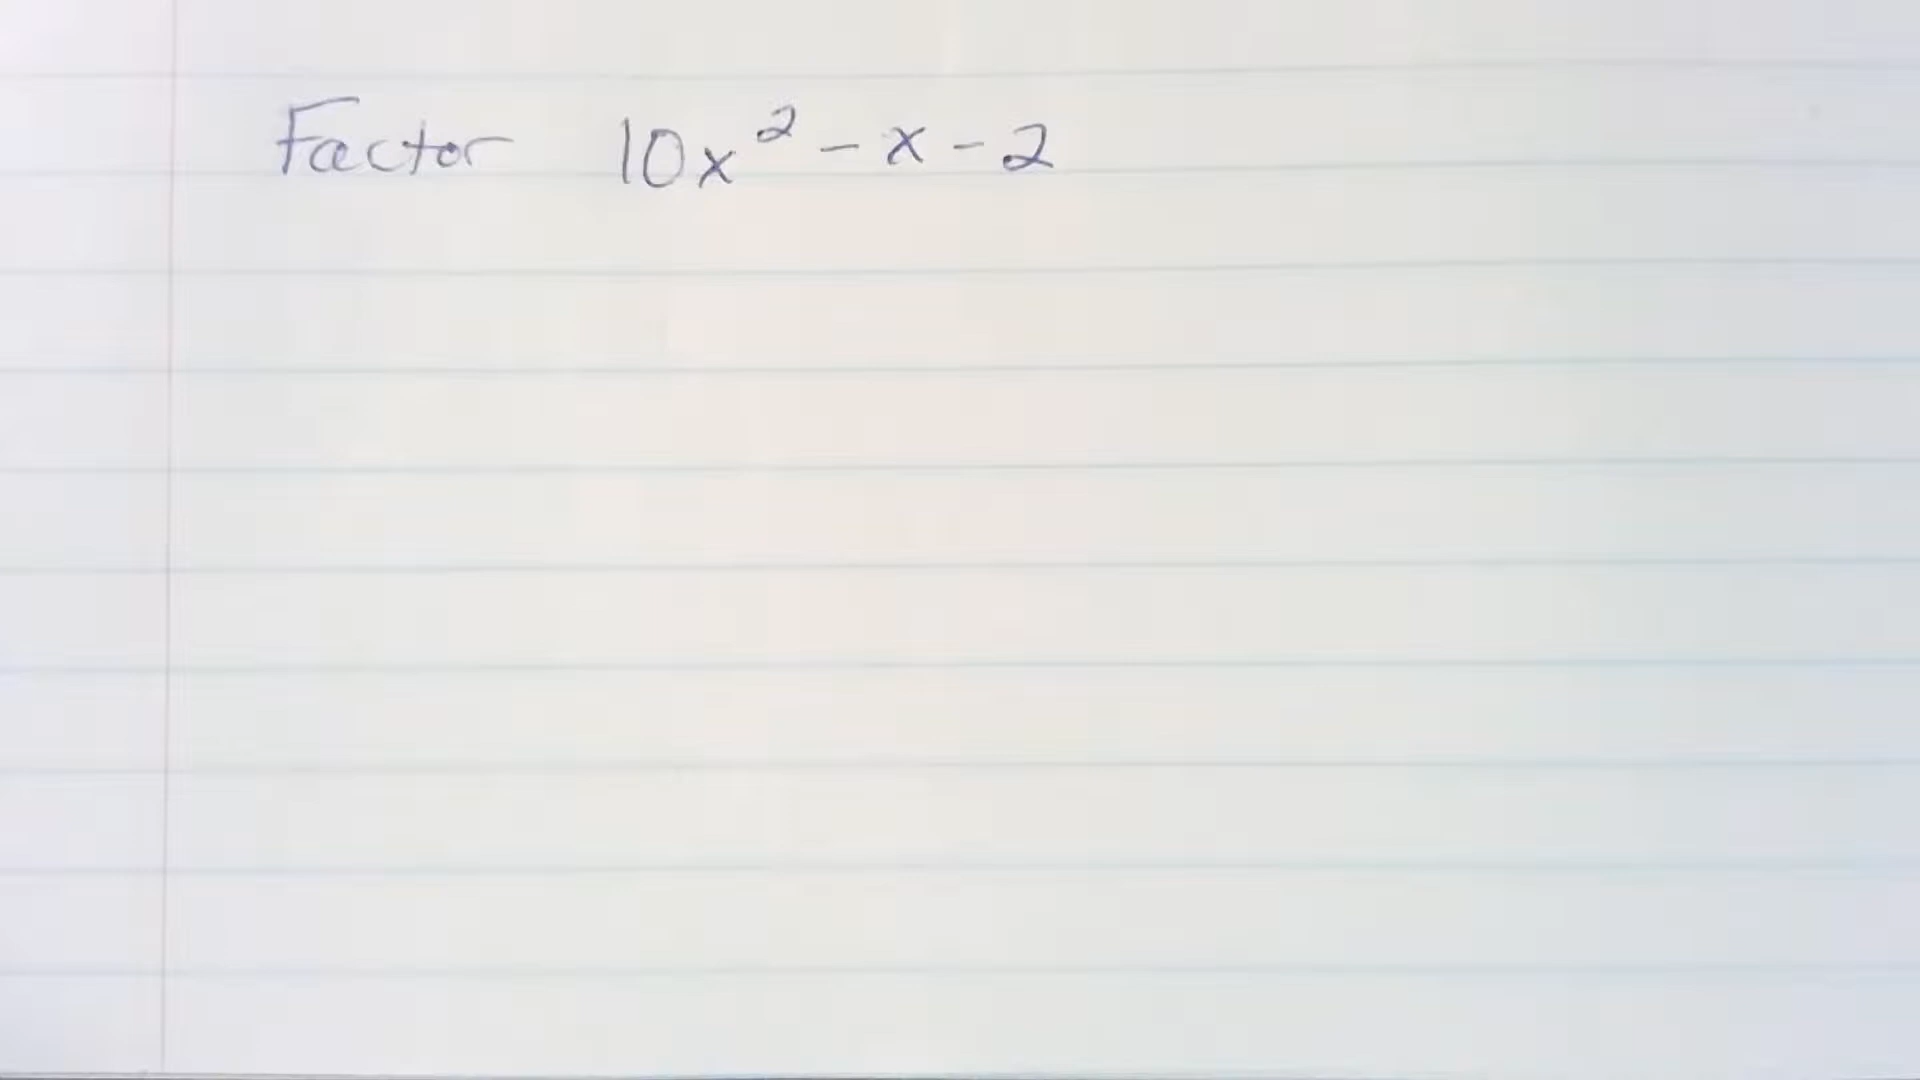 Factor 10x² - x - 2